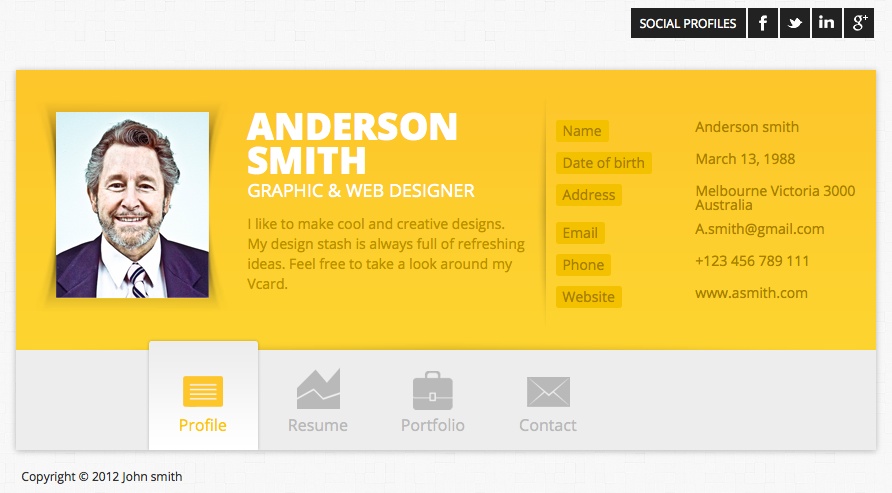 SOCIAL PROFILES f in g+
ANDERSON
SMITH
GRAPHIC & WEB DESIGNER
I like to make cool and creative designs.
My design stash is always full of refreshing
ideas. Feel free to take a look around my
Vcard.
Name Anderson smith
Date of birth March 13, 1988
Address Melbourne Victoria 3000
Australia
Email A.smith@gmail.com
Phone +123 456 789 111
Website www.asmith.com
Profile Resume Portfolio Contact
Copyright © 2012 John smith